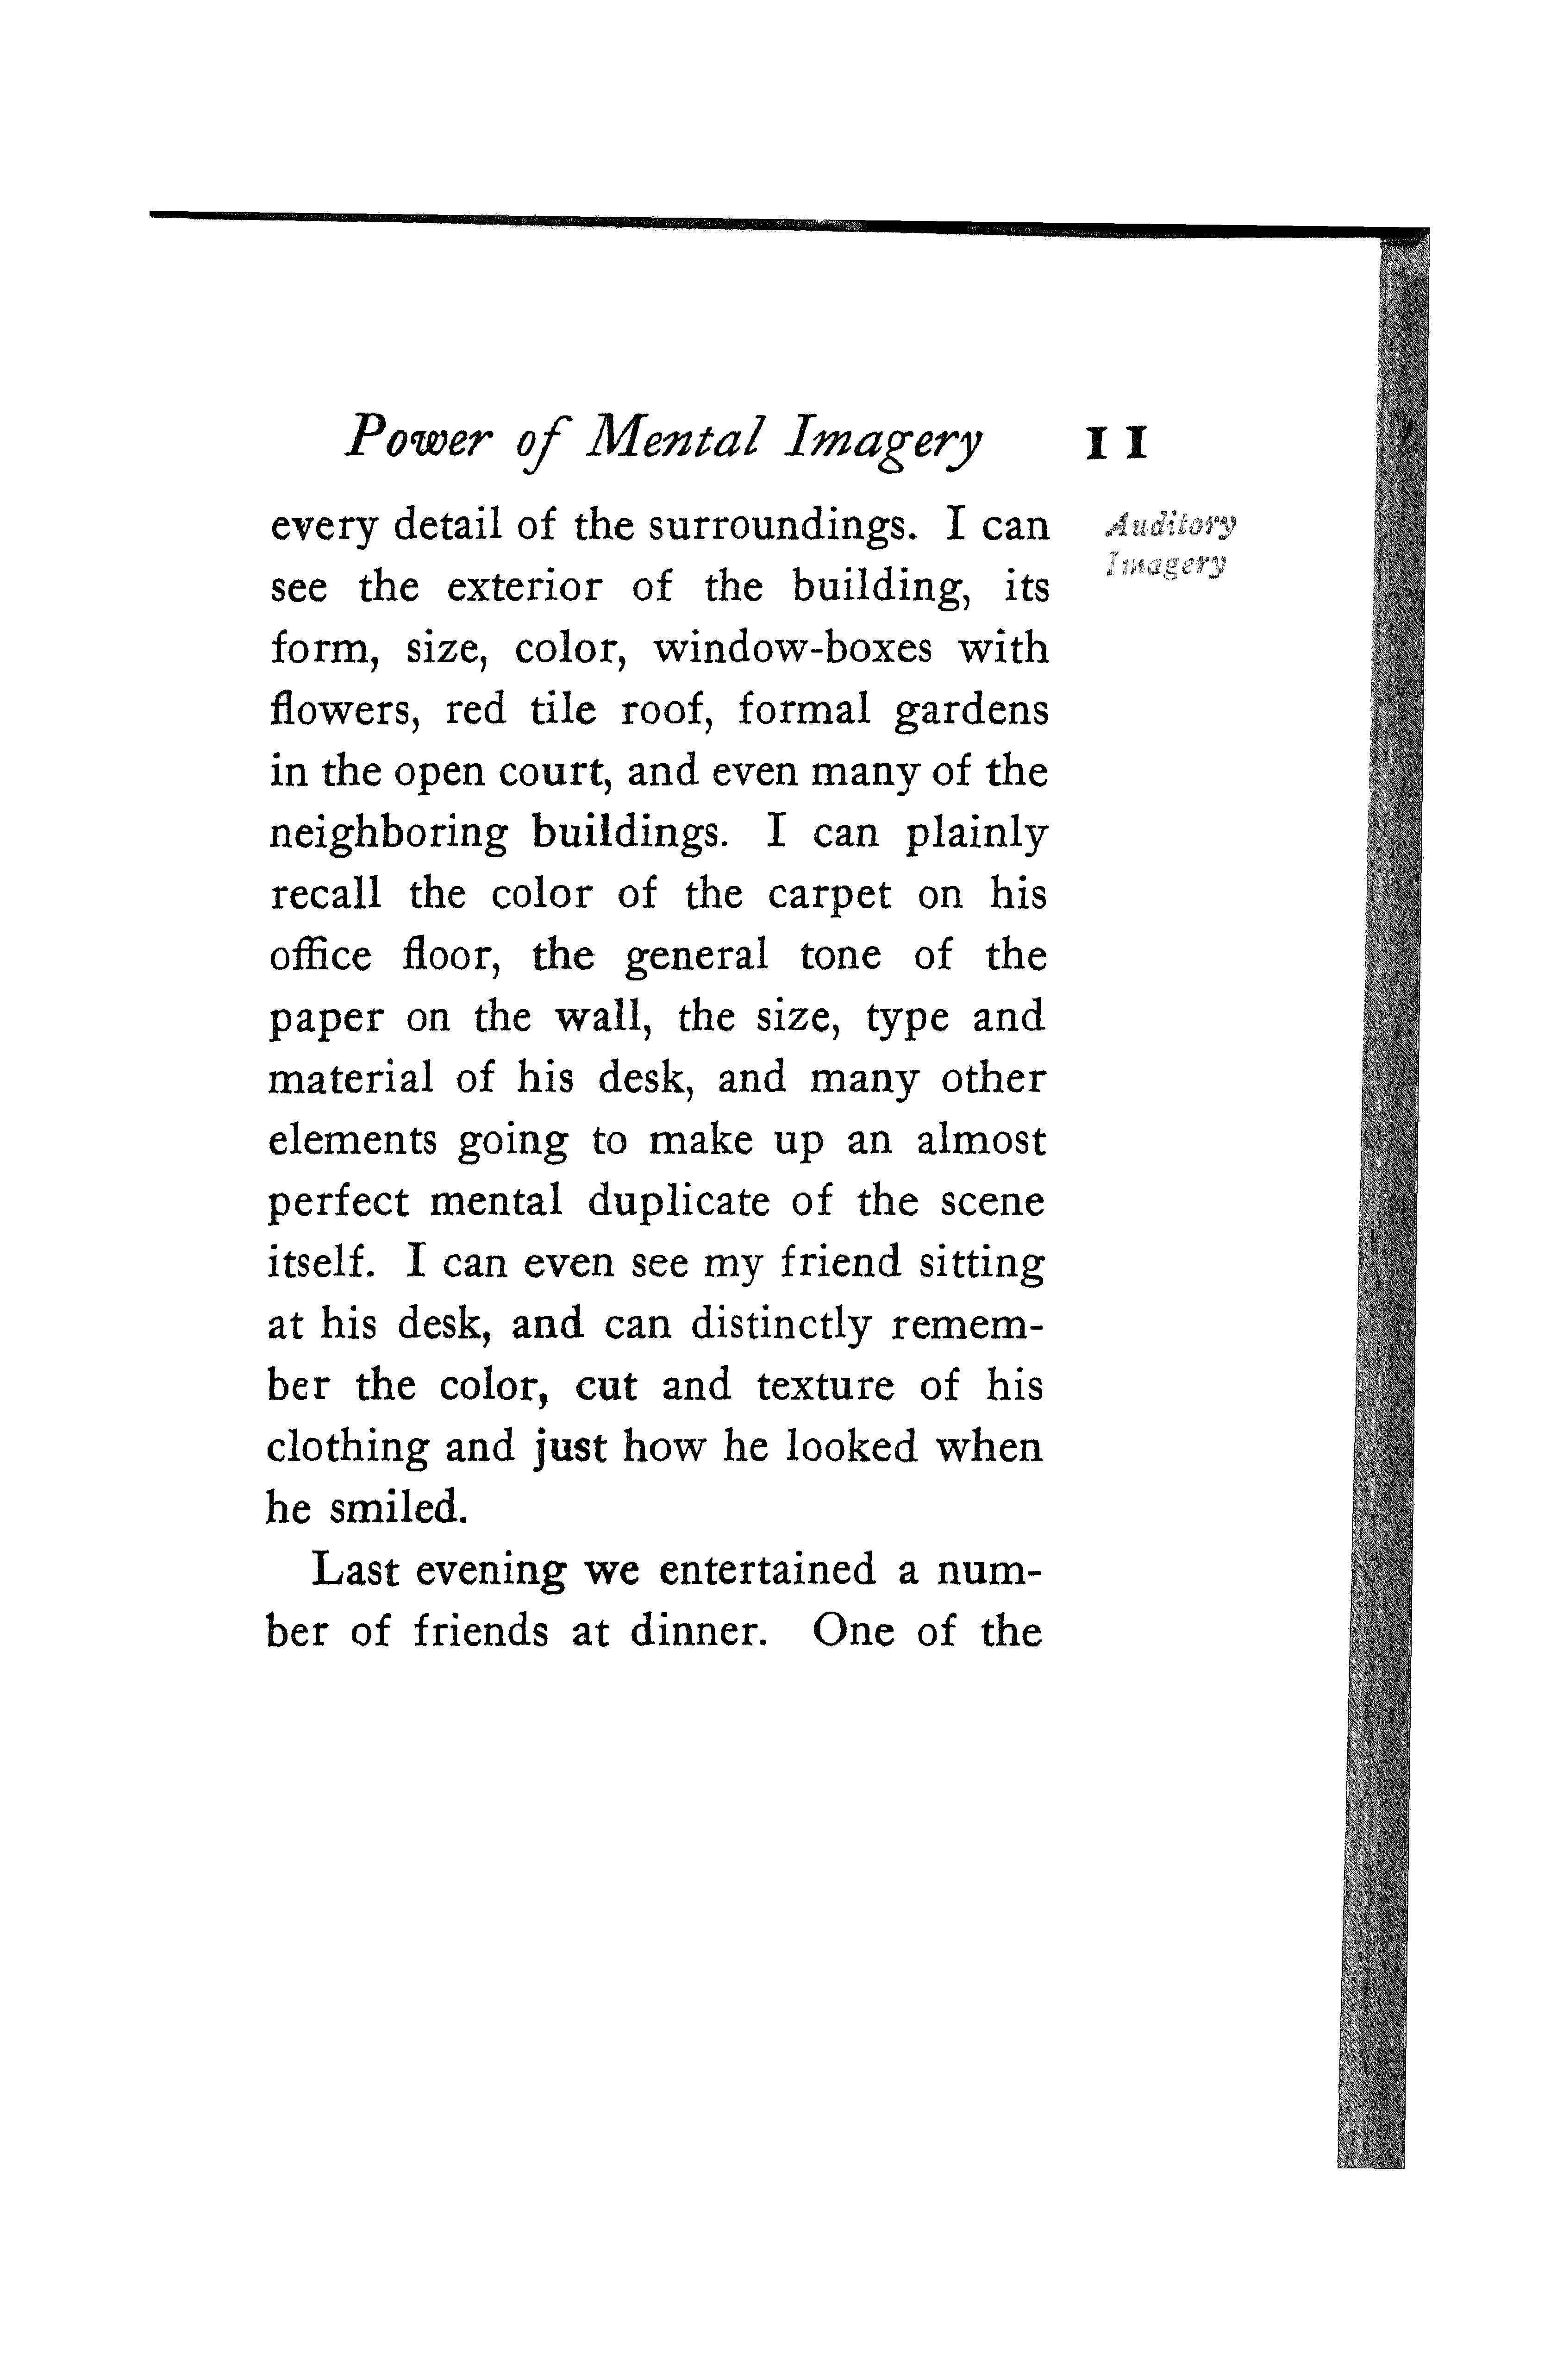 Power of Mental Imagery 11
Auditory
Imagery
every detail of the surroundings. I can
see the exterior of the building, its
form, size, color, window-boxes with
flowers, red tile roof, formal gardens
in the open court, and even many of the
neighboring buildings. I can plainly
recall the color of the carpet on his
office floor, the general tone of the
paper on the wall, the size, type and
material of his desk, and many other
elements going to make up an almost
perfect mental duplicate of the scene
itself. I can even see my friend sitting
at his desk, and can distinctly remem-
ber the color, cut and texture of his
clothing and just how he looked when
he smiled.
Last evening we entertained a num-
ber of friends at dinner. One of the